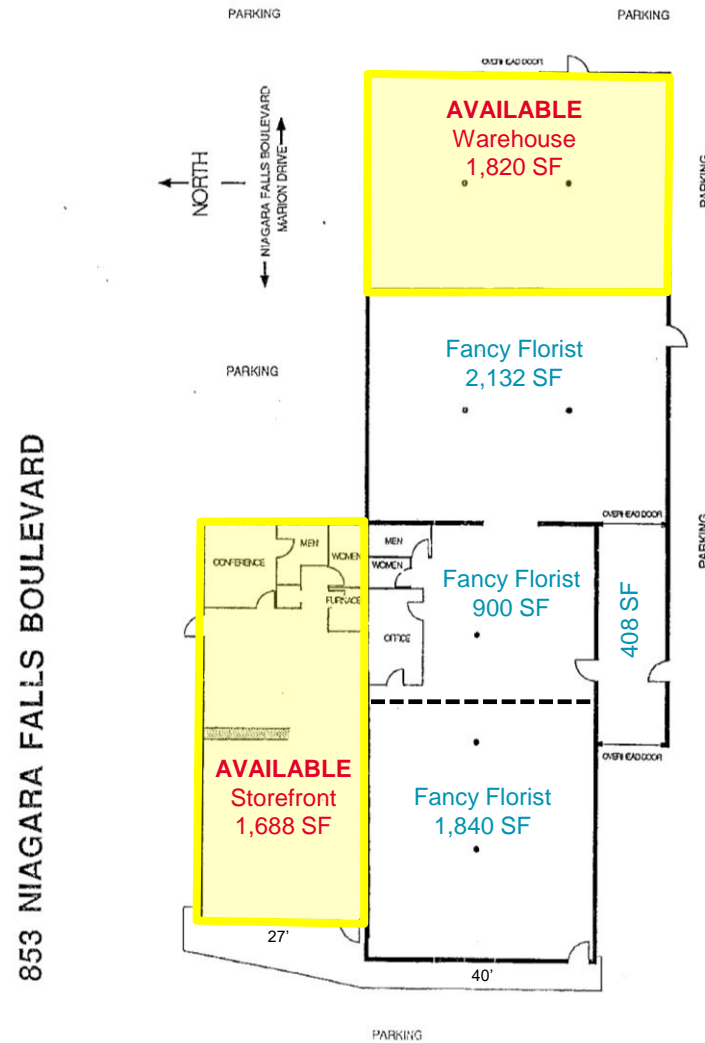 PARKING
PARKING
OVERHEAD DOOR
AVAILABLE
Warehouse
1,820 SF
NORTH
NIAGARA FALLS BOULEVARD
MARION DRIVE
PARKING
Fancy Florist
2,132 SF
PARKING
853 NIAGARA FALLS BOULEVARD
OVERHEAD DOOR
PARKING
CONFERENCE
MEN
WOMEN
FURNACE
MEN
WOMEN
OFFICE
Fancy Florist
900 SF
408 SF
OVERHEAD DOOR
AVAILABLE
Storefront
1,688 SF
Fancy Florist
1,840 SF
27'
40'
PARKING